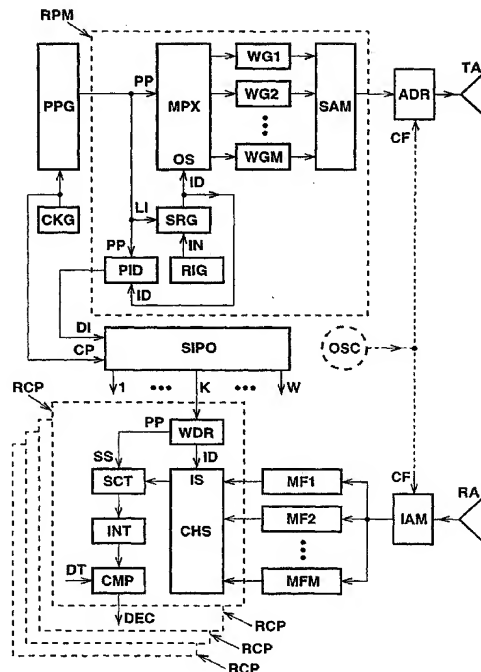 RPM
PPG
PP
MPX
OS
WG1
WG2
WGM
SAM
ADR
TA
CF
CKG
ID
LI
SRG
IN
PP
PID
RIG
ID
DI
CP
SIPO
OSC
1
K
W
RCP
PP
WDR
SS
ID
SCT
IS
CHS
INT
DT
CMP
DEC
MF1
MF2
MFM
CF
IAM
RA
RCP
RCP
RCP